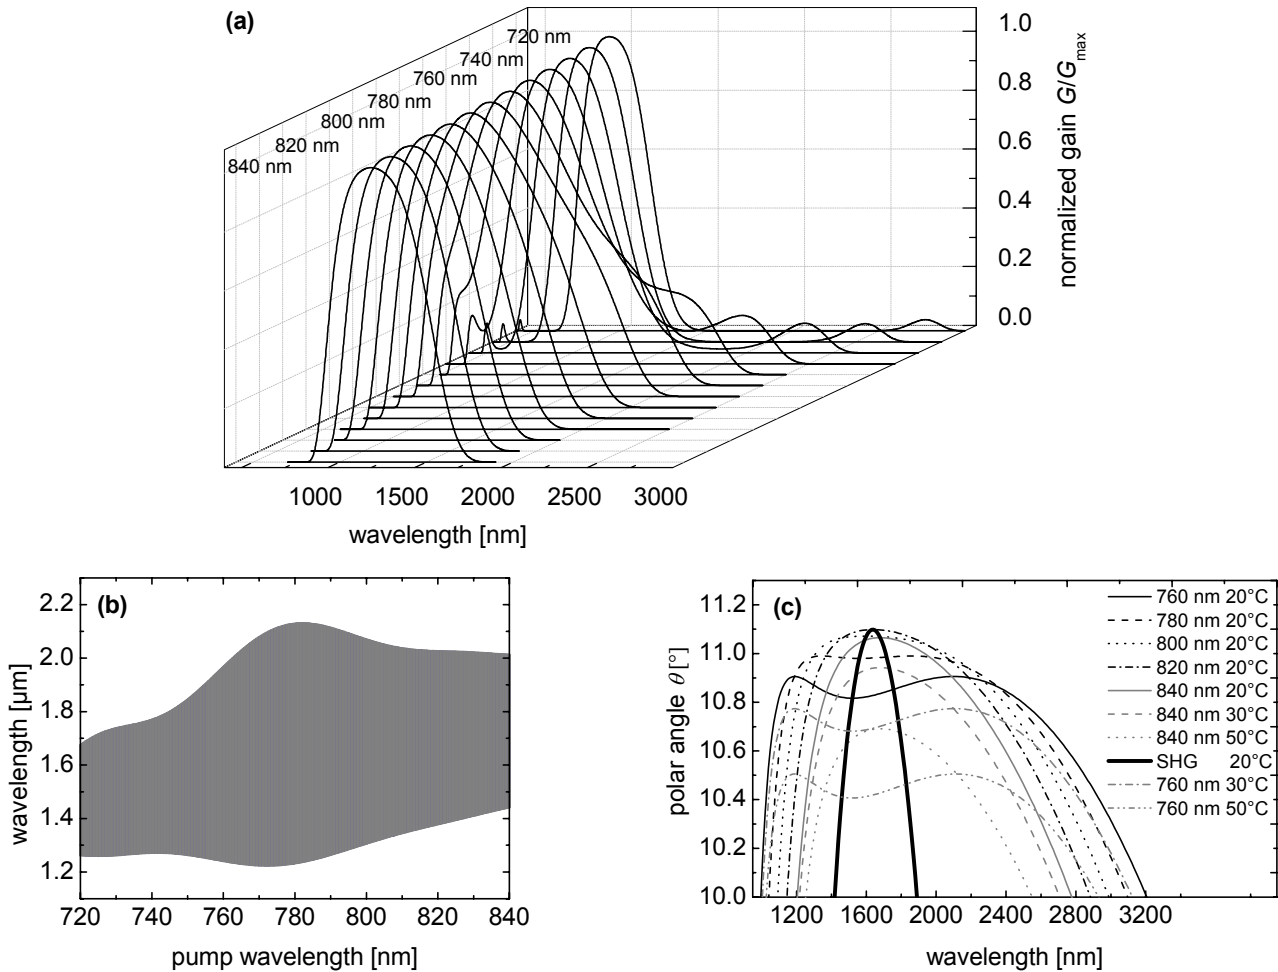 (a)
720 nm
740 nm
760 nm
780 nm
800 nm
820 nm
840 nm
1.0
0.8
0.6
0.4
0.2
0.0
normalized gain G/Gmax
1000 1500 2000 2500 3000
wavelength [nm]
(b)
2.2
2.0
1.8
1.6
1.4
1.2
wavelength [µm]
720 740 760 780 800 820 840
pump wavelength [nm]
(c)
11.2
11.0
10.8
10.6
10.4
10.2
10.0
polar angle θ [°]
760 nm 20°C
780 nm 20°C
800 nm 20°C
820 nm 20°C
840 nm 20°C
840 nm 30°C
840 nm 50°C
SHG 20°C
760 nm 30°C
760 nm 50°C
1200 1600 2000 2400 2800 3200
wavelength [nm]